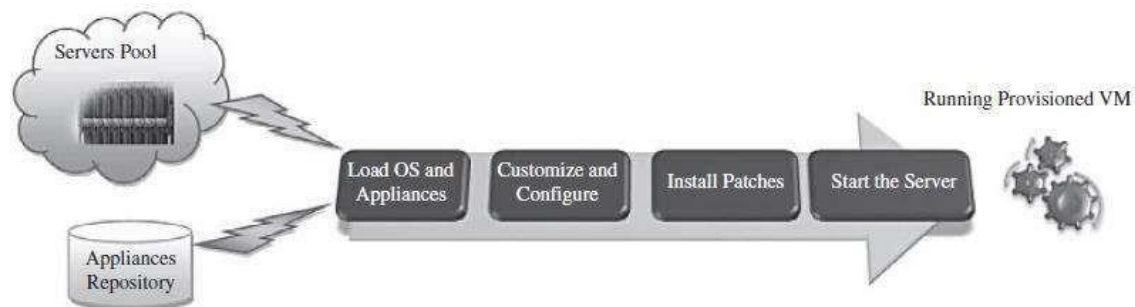 Servers Pool
Appliances
Repository
Load OS and
Appliances
Customize and
Configure
Install Patches
Start the Server
Running Provisioned VM